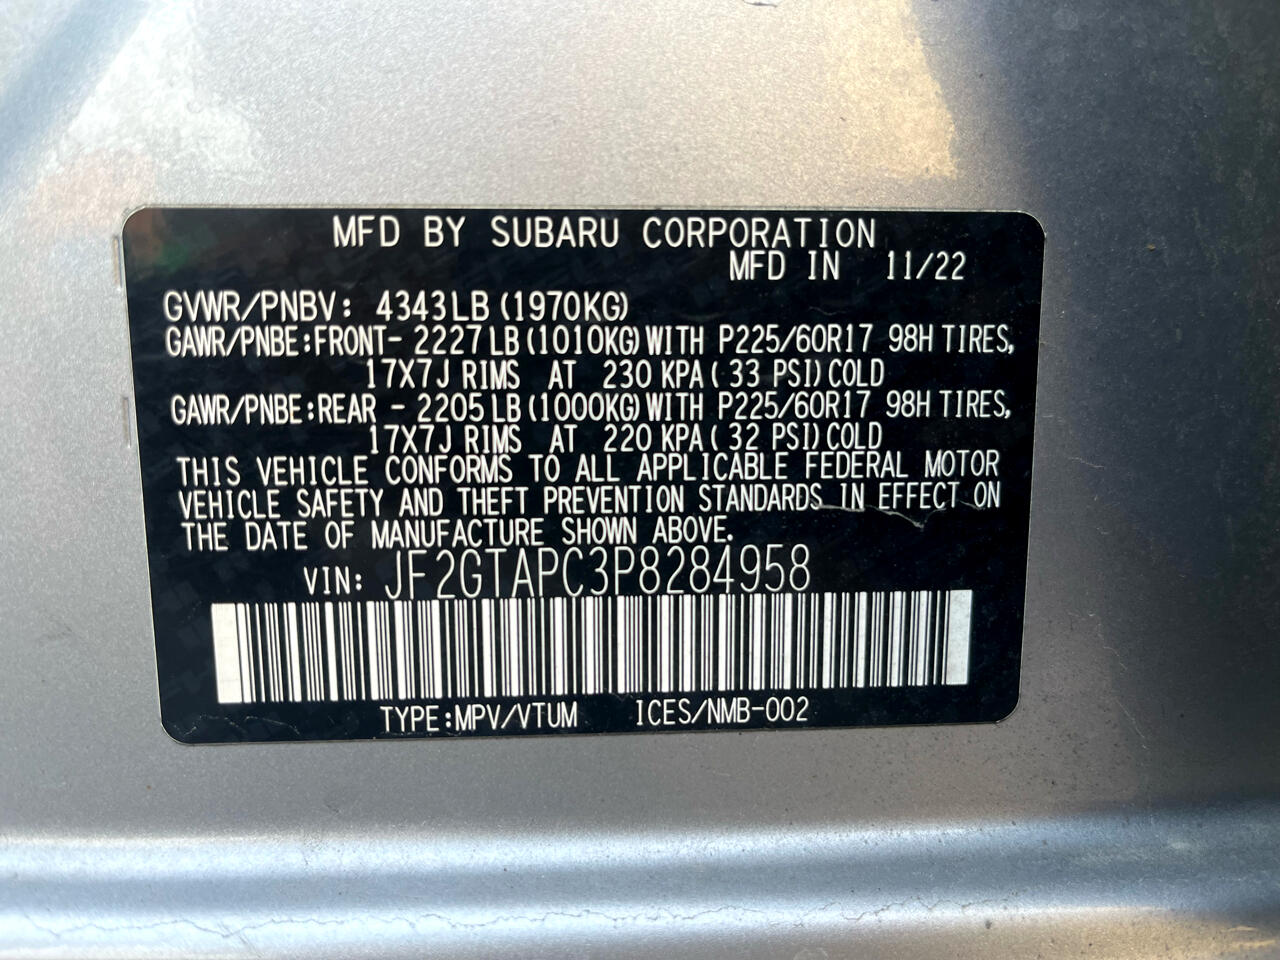 MFD BY SUBARU CORPORATION
MFD IN 11/22
GVWR/PNBV: 4343LB (1970KG)
GAWR/PNBE:FRONT- 2227LB(1010KG)WITH P225/60R17 98H TIRES,
17X7J RIMS AT 230 KPA( 33 PSI)COLD
GAWR/PNBE:REAR - 2205LB(1000KG)WITH P225/60R17 98H TIRES,
17X7J RIMS AT 220 KPA( 32 PSI)COLD
THIS VEHICLE CONFORMS TO ALL APPLICABLE FEDERAL MOTOR
VEHICLE SAFETY AND THEFT PREVENTION STANDARDS IN EFFECT ON
THE DATE OF MANUFACTURE SHOWN ABOVE.
VIN: JF2GTAPC3P8284958
TYPE:MPV/VTUM ICES/NMB-002